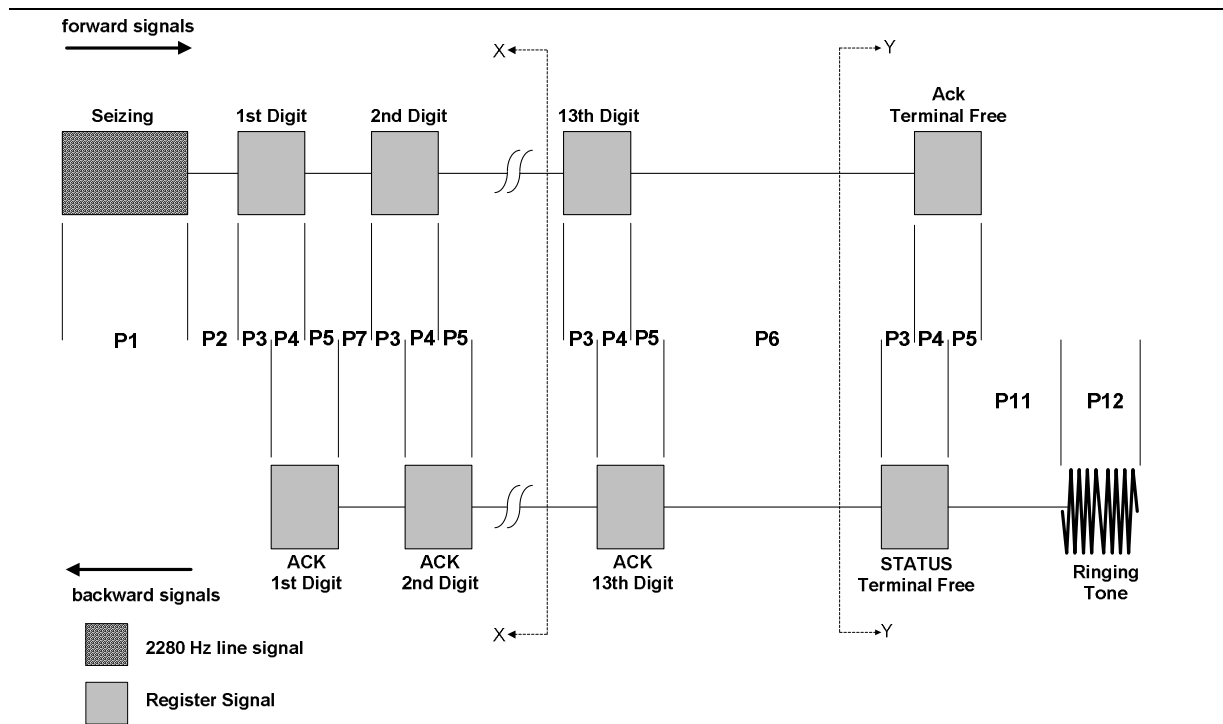 forward signals
X
Y
Seizing
1st Digit
2nd Digit
13th Digit
Ack
Terminal Free
P1
P2
P3
P4
P5
P7
P3
P4
P5
P3
P4
P5
P6
P3
P4
P5
P11
P12
ACK
1st Digit
ACK
2nd Digit
ACK
13th Digit
STATUS
Terminal Free
Ringing
Tone
backward signals
X
Y
2280 Hz line signal
Register Signal